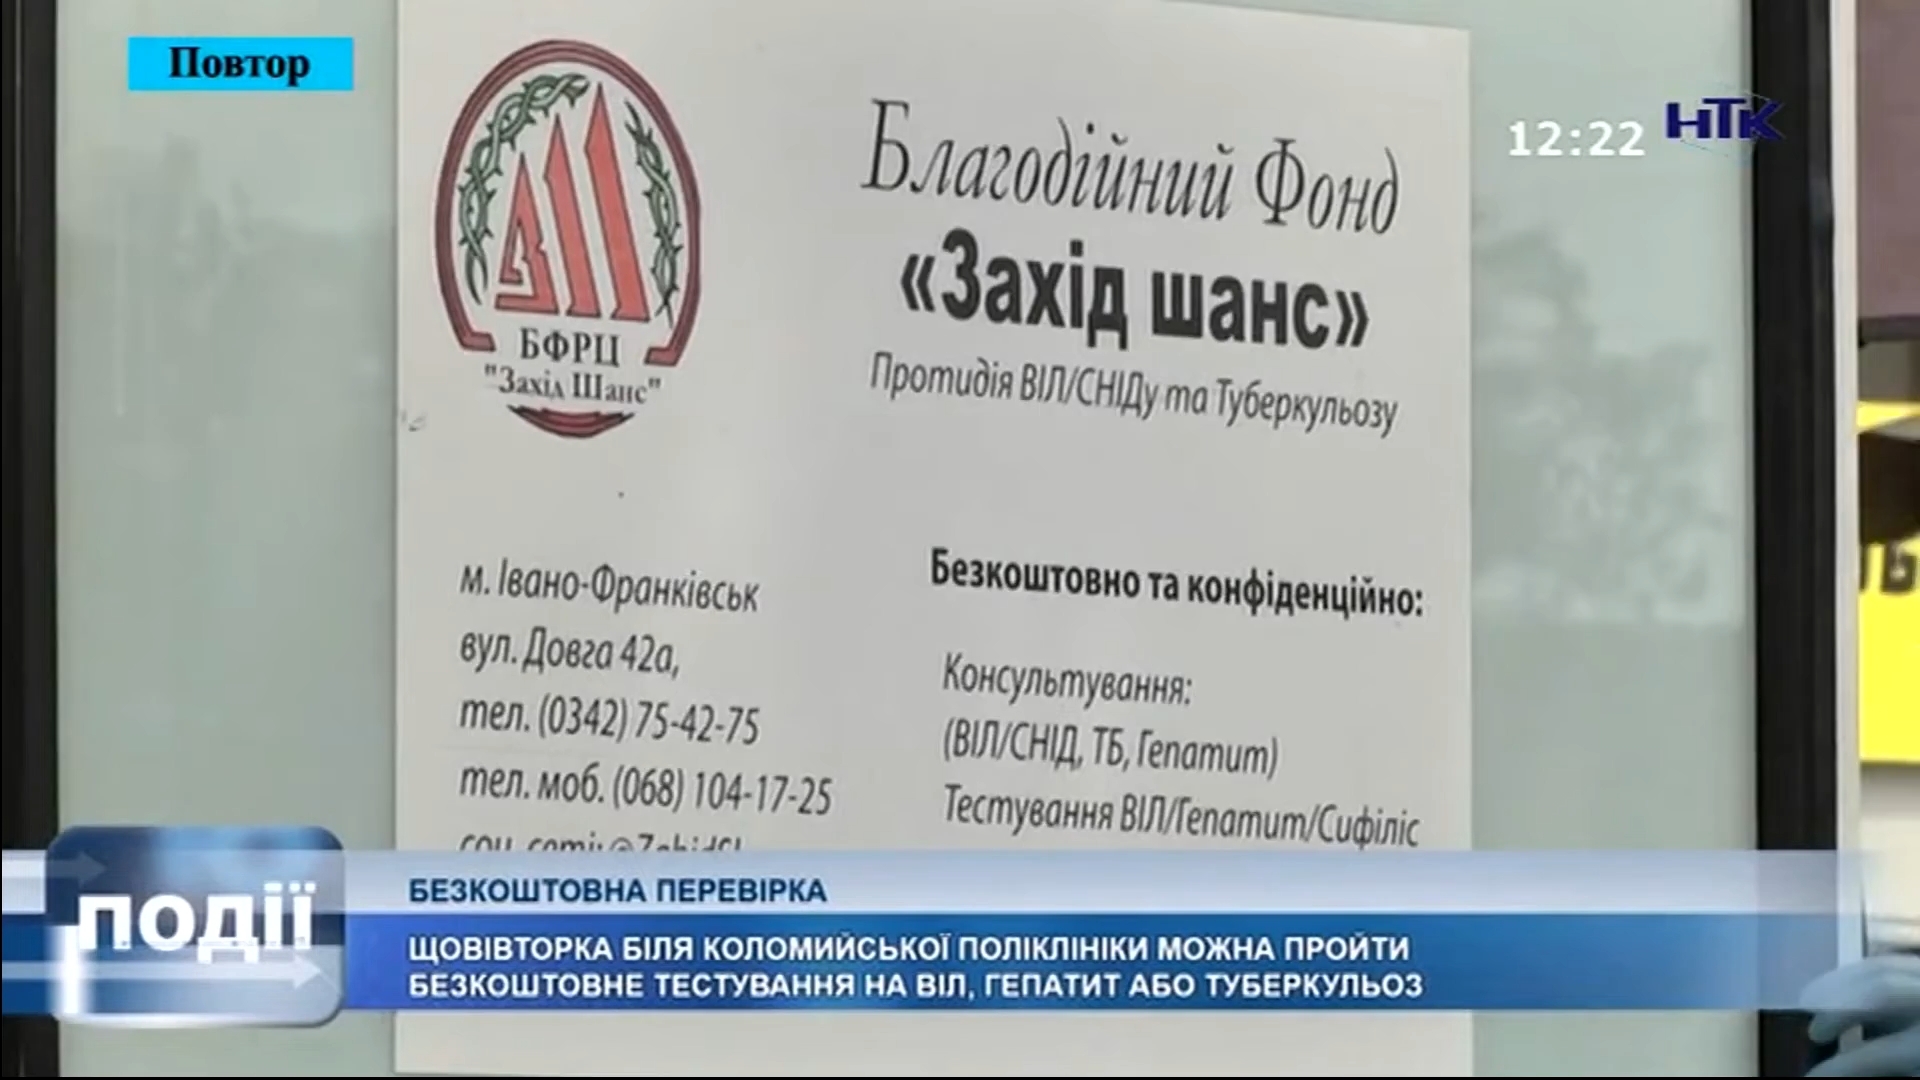 Повтор
12:22
НТК
ЗШ
БФРЦ
"Захід Шанс"
Благодійний Фонд
«Захід шанс»
Протидія ВІЛ/СНІДу та Туберкульозу
м. Івано-Франківськ
вул. Довга 42а,
тел. (0342) 75-42-75
тел. моб. (068) 104-17-25
Безкоштовно та конфіденційно:
Консультування:
(ВІЛ/СНІД, ТБ, Гепатит)
Тестування ВІЛ/Гепатит/Сифіліс
ПОДІЇ
БЕЗКОШТОВНА ПЕРЕВІРКА
ЩОВІВТОРКА БІЛЯ КОЛОМИЙСЬКОЇ ПОЛІКЛІНІКИ МОЖНА ПРОЙТИ
БЕЗКОШТОВНЕ ТЕСТУВАННЯ НА ВІЛ, ГЕПАТИТ АБО ТУБЕРКУЛЬОЗ